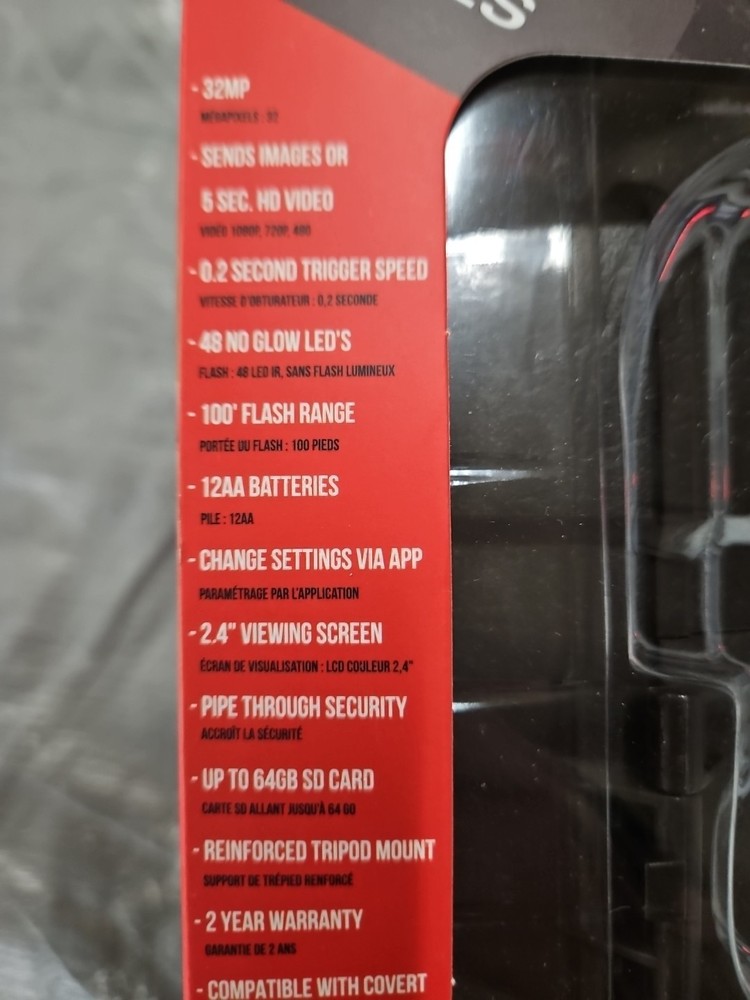 - 32MP
MÉGAPIXELS : 32
- SENDS IMAGES OR
5 SEC. HD VIDEO
VIDÉO 1080P, 720P, 480
- 0.2 SECOND TRIGGER SPEED
VITESSE D'OBTURATEUR : 0,2 SECONDE
- 48 NO GLOW LED'S
FLASH : 48 LED IR, SANS FLASH LUMINEUX
- 100' FLASH RANGE
PORTÉE DU FLASH : 100 PIEDS
- 12AA BATTERIES
PILE : 12AA
- CHANGE SETTINGS VIA APP
PARAMÉTRAGE PAR L'APPLICATION
- 2.4" VIEWING SCREEN
ÉCRAN DE VISUALISATION : LCD COULEUR 2,4"
- PIPE THROUGH SECURITY
ACCROÎT LA SÉCURITÉ
- UP TO 64GB SD CARD
CARTE SD ALLANT JUSQU'À 64 GO
- REINFORCED TRIPOD MOUNT
SUPPORT DE TRÉPIED RENFORCÉ
- 2 YEAR WARRANTY
GARANTIE DE 2 ANS
- COMPATIBLE WITH COVERT